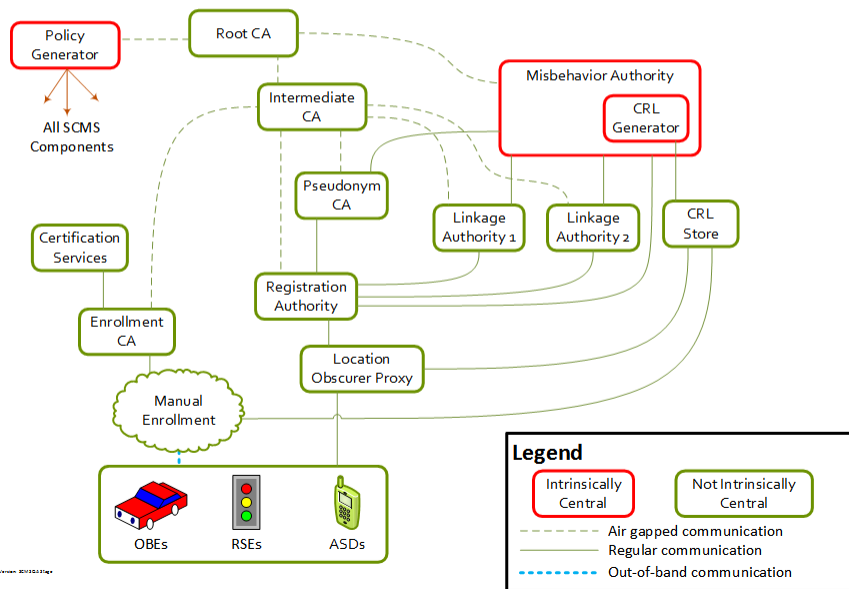 Policy
Generator
Root CA
Misbehavior Authority
CRL
Generator
Intermediate
CA
All SCMS
Components
Pseudonym
CA
Linkage
Authority 1
Linkage
Authority 2
CRL
Store
Certification
Services
Registration
Authority
Enrollment
CA
Location
Obscurer Proxy
Manual
Enrollment
OBEs
RSEs
ASDs
Legend
Intrinsically
Central
Not Intrinsically
Central
Air gapped communication
Regular communication
Out-of-band communication